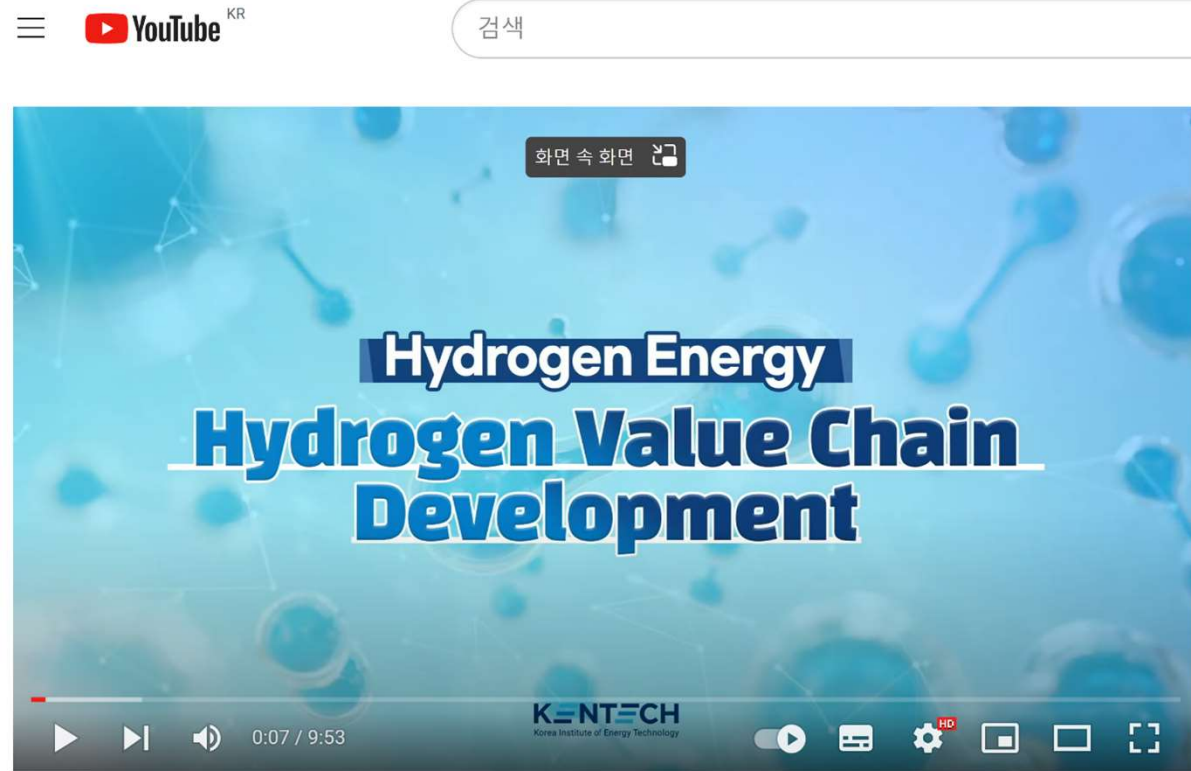 YouTube KR
검색
화면 속 화면
Hydrogen Energy
Hydrogen Value Chain
Development
KENTECH
Korea Institute of Energy Technology
0:07 / 9:53
HD